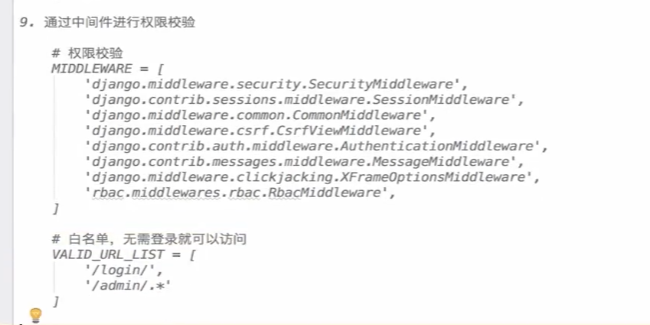 9. 通过中间件进行权限校验
# 权限校验
MIDDLEWARE = [
'django.middleware.security.SecurityMiddleware',
'django.contrib.sessions.middleware.SessionMiddleware',
'django.middleware.common.CommonMiddleware',
'django.middleware.csrf.CsrfViewMiddleware',
'django.contrib.auth.middleware.AuthenticationMiddleware',
'django.contrib.messages.middleware.MessageMiddleware',
'django.middleware.clickjacking.XFrameOptionsMiddleware',
'rbac.middlewares.rbac.RbacMiddleware',
]
# 白名单，无需登录就可以访问
VALID_URL_LIST = [
'/login/',
'/admin/.*'
]